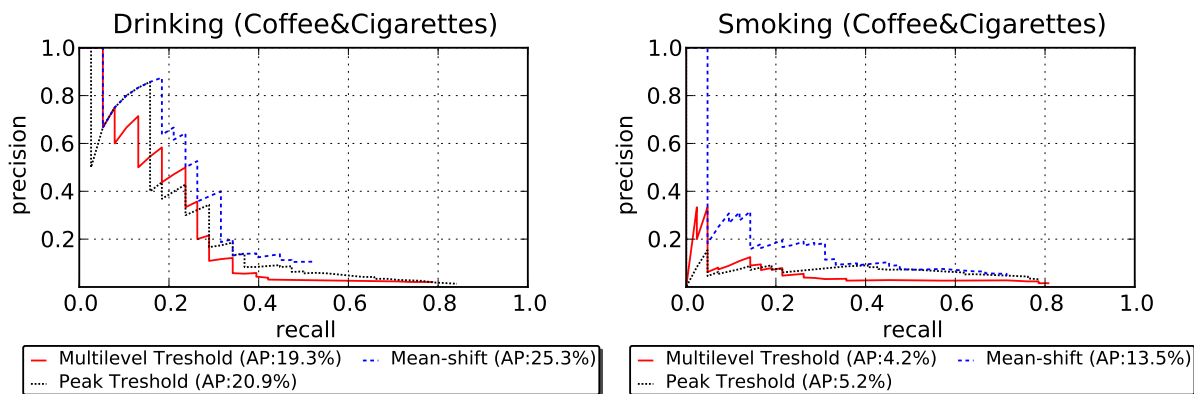 Drinking (Coffee&Cigarettes)
1.0
0.8
0.6
0.4
0.2
precision
0.0 0.2 0.4 0.6 0.8 1.0
recall
Multilevel Treshold (AP:19.3%) Mean-shift (AP:25.3%)
Peak Treshold (AP:20.9%)
Smoking (Coffee&Cigarettes)
1.0
0.8
0.6
0.4
0.2
precision
0.0 0.2 0.4 0.6 0.8 1.0
recall
Multilevel Treshold (AP:4.2%) Mean-shift (AP:13.5%)
Peak Treshold (AP:5.2%)